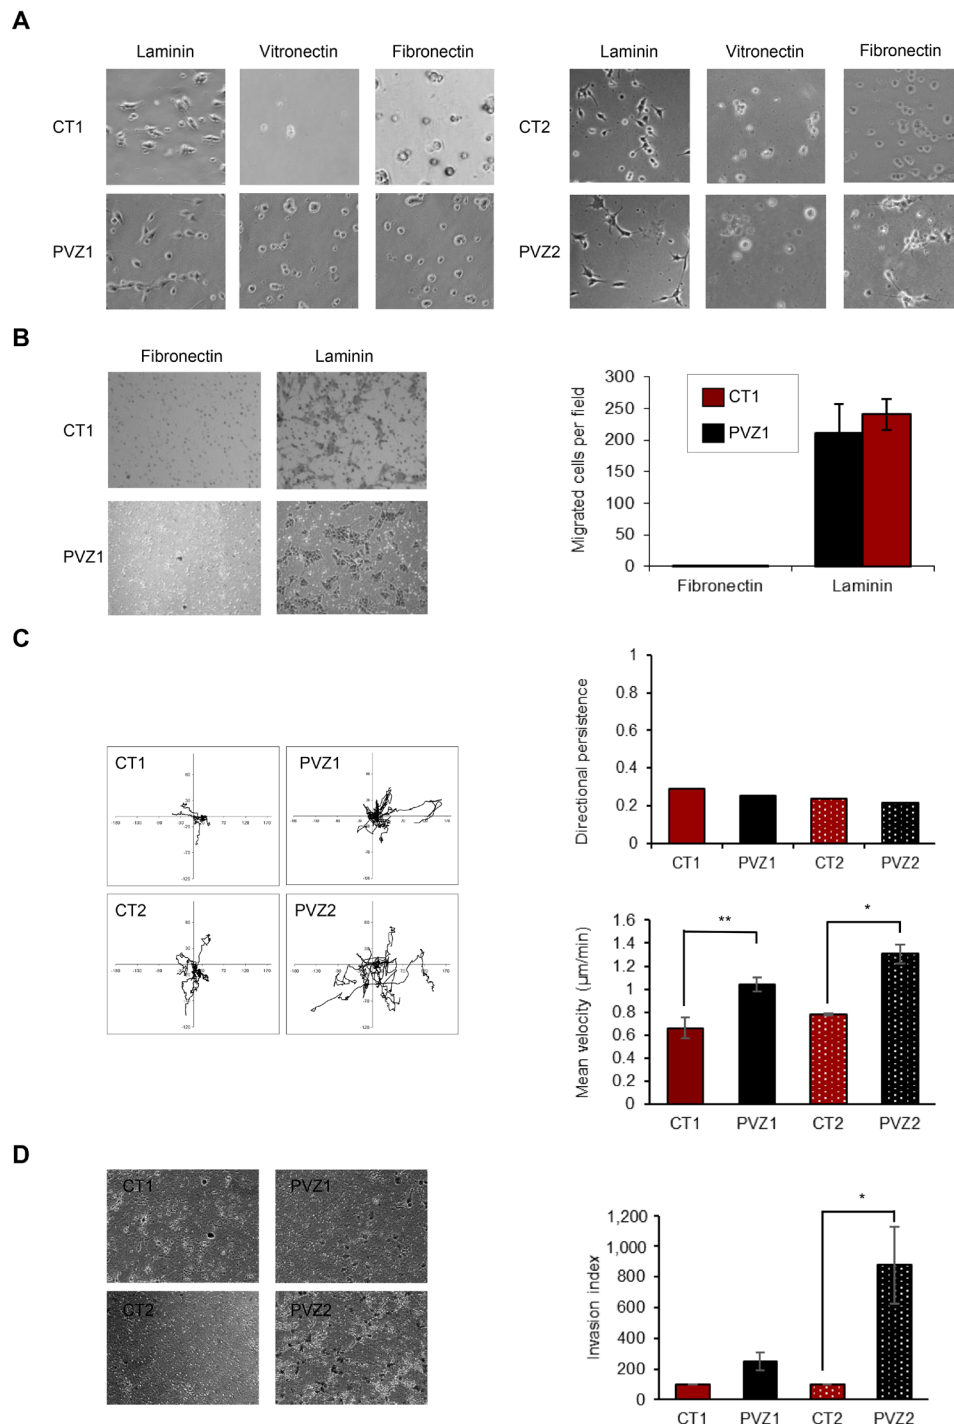 A
Laminin Vitronectin Fibronectin
Laminin Vitronectin Fibronectin
CT1
CT2
PVZ1
PVZ2
B
Fibronectin Laminin
CT1
PVZ1
Migrated cells per field
300
250
200
150
100
50
0
CT1
PVZ1
Fibronectin Laminin
C
CT1
PVZ1
CT2
PVZ2
Directional persistence
1
0.8
0.6
0.4
0.2
0
CT1 PVZ1 CT2 PVZ2
Mean velocity (µm/min)
1.6
1.4
1.2
1
0.8
0.6
0.4
0.2
0
**
*
CT1 PVZ1 CT2 PVZ2
D
CT1
PVZ1
CT2
PVZ2
Invasion index
1,200
1,000
800
600
400
200
0
*
CT1 PVZ1 CT2 PVZ2